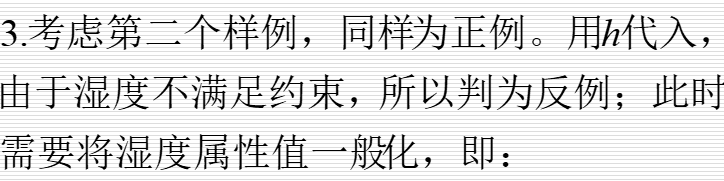 3.考虑第二个样例，同样为正例。用h代入，
由于湿度不满足约束，所以判为反例；此时
需要将湿度属性值一般化，即：